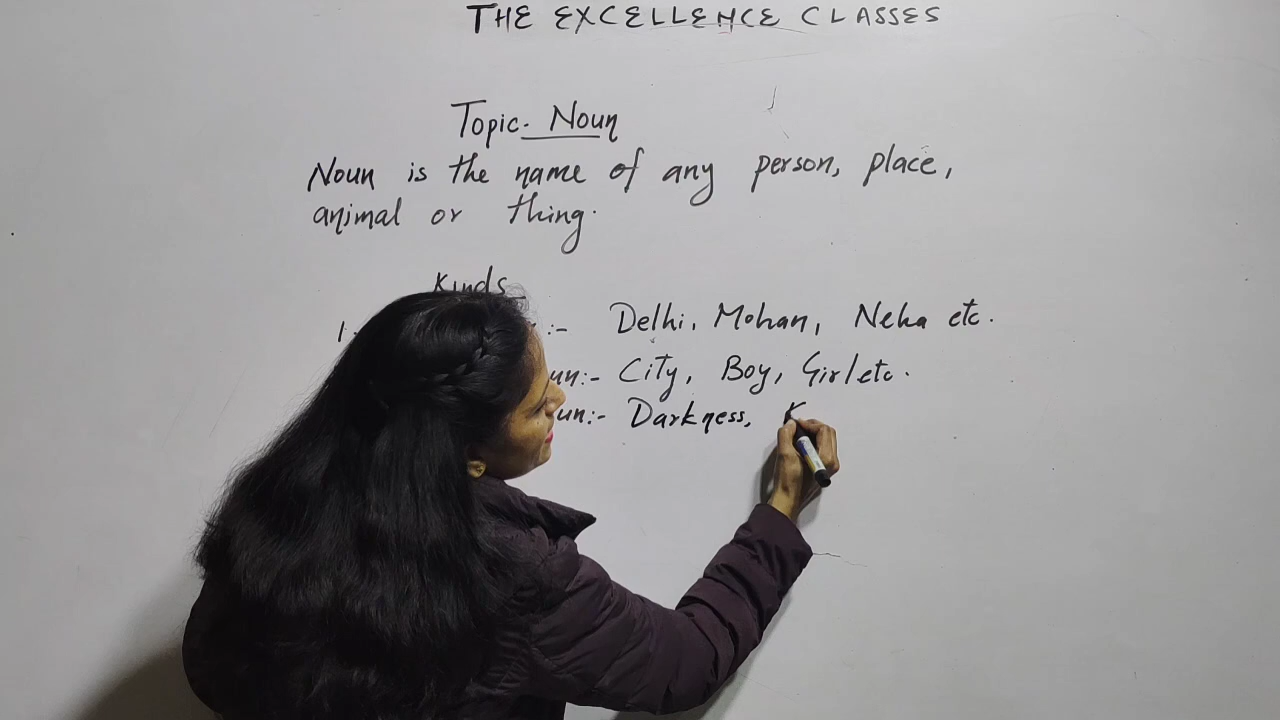 THE EXCELLENCE CLASSES
Topic. Noun
Noun is the name of any person, place,
animal or thing.
Kinds
1. :- Delhi, Mohan, Neha etc.
un:- City, Boy, Girl etc.
un:- Darkness, K